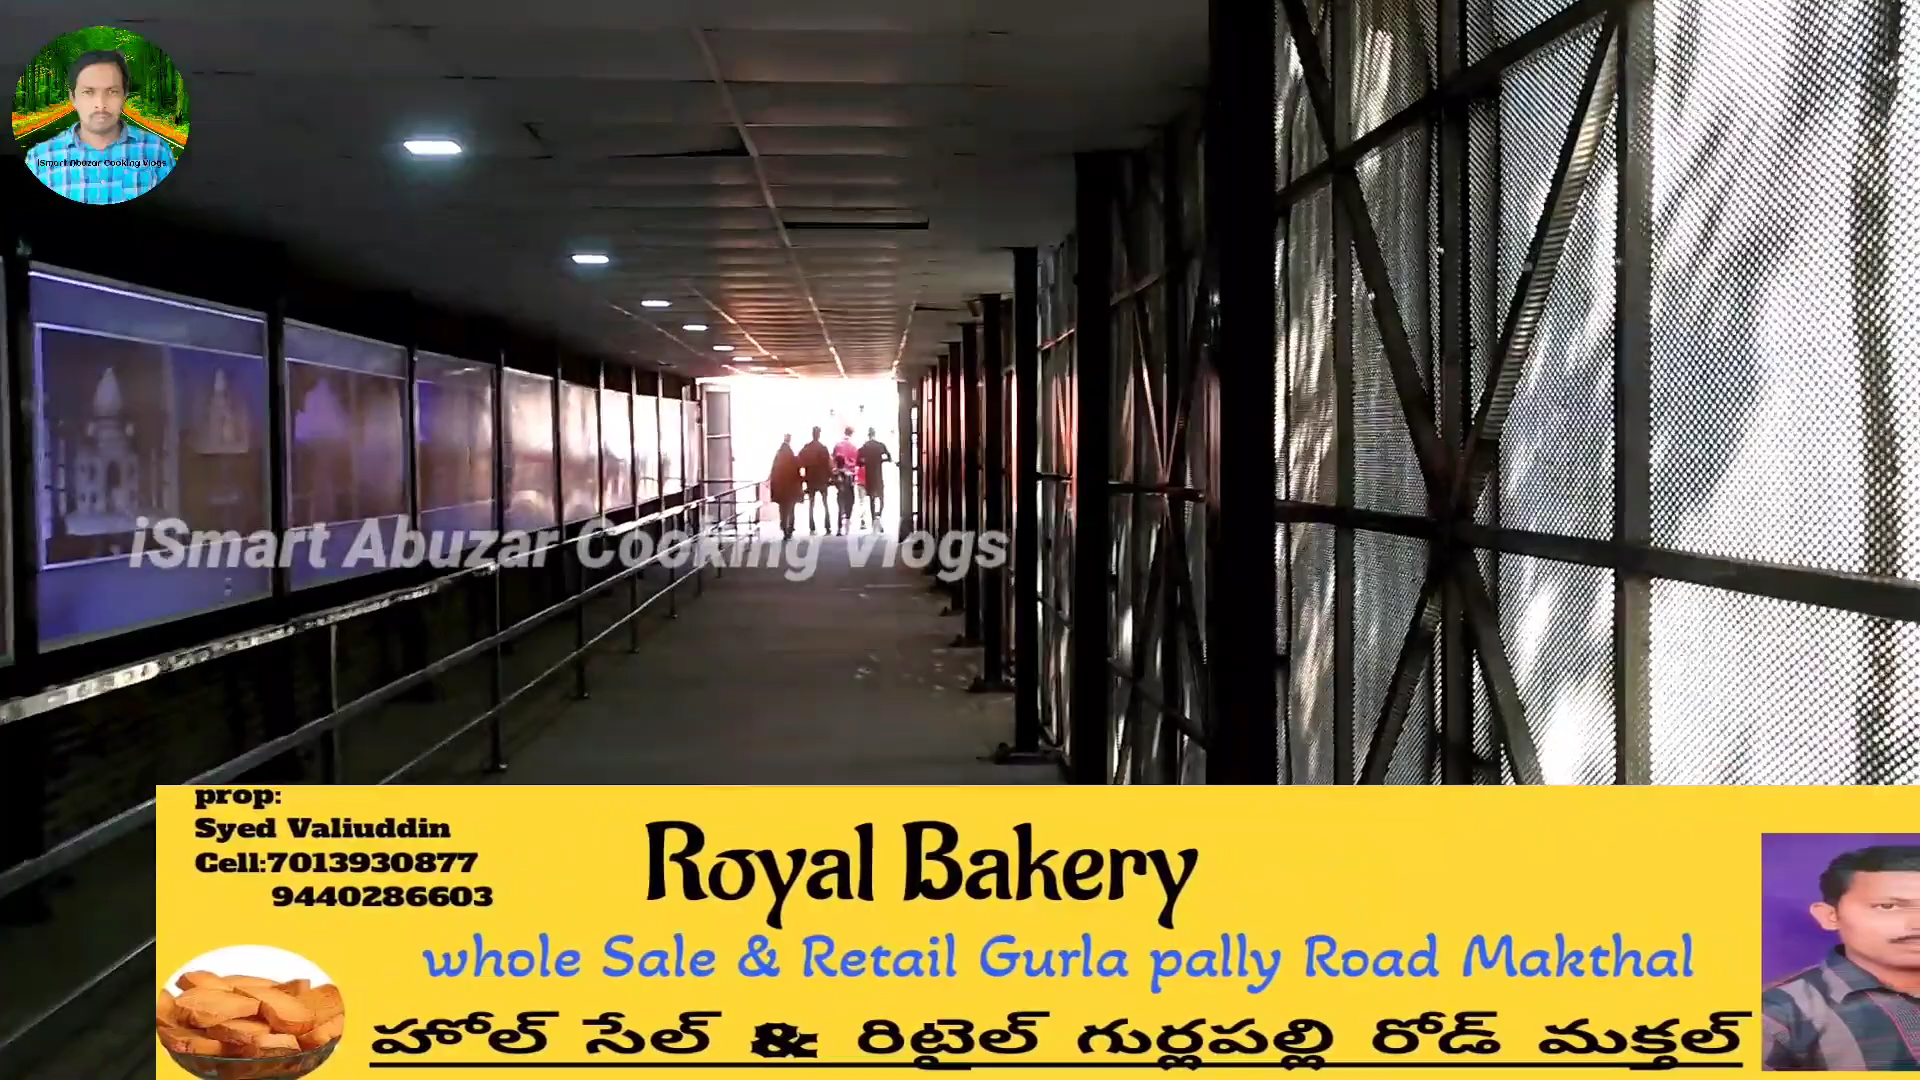 iSmart Abuzar Cooking Vlogs
iSmart Abuzar Cooking Vlogs
prop:
Syed Valiuddin
Cell:7013930877
9440286603
Royal Bakery
whole Sale & Retail Gurla pally Road Makthal
హోల్ సేల్ & రిటైల్ గుర్లపల్లి రోడ్ మక్తల్